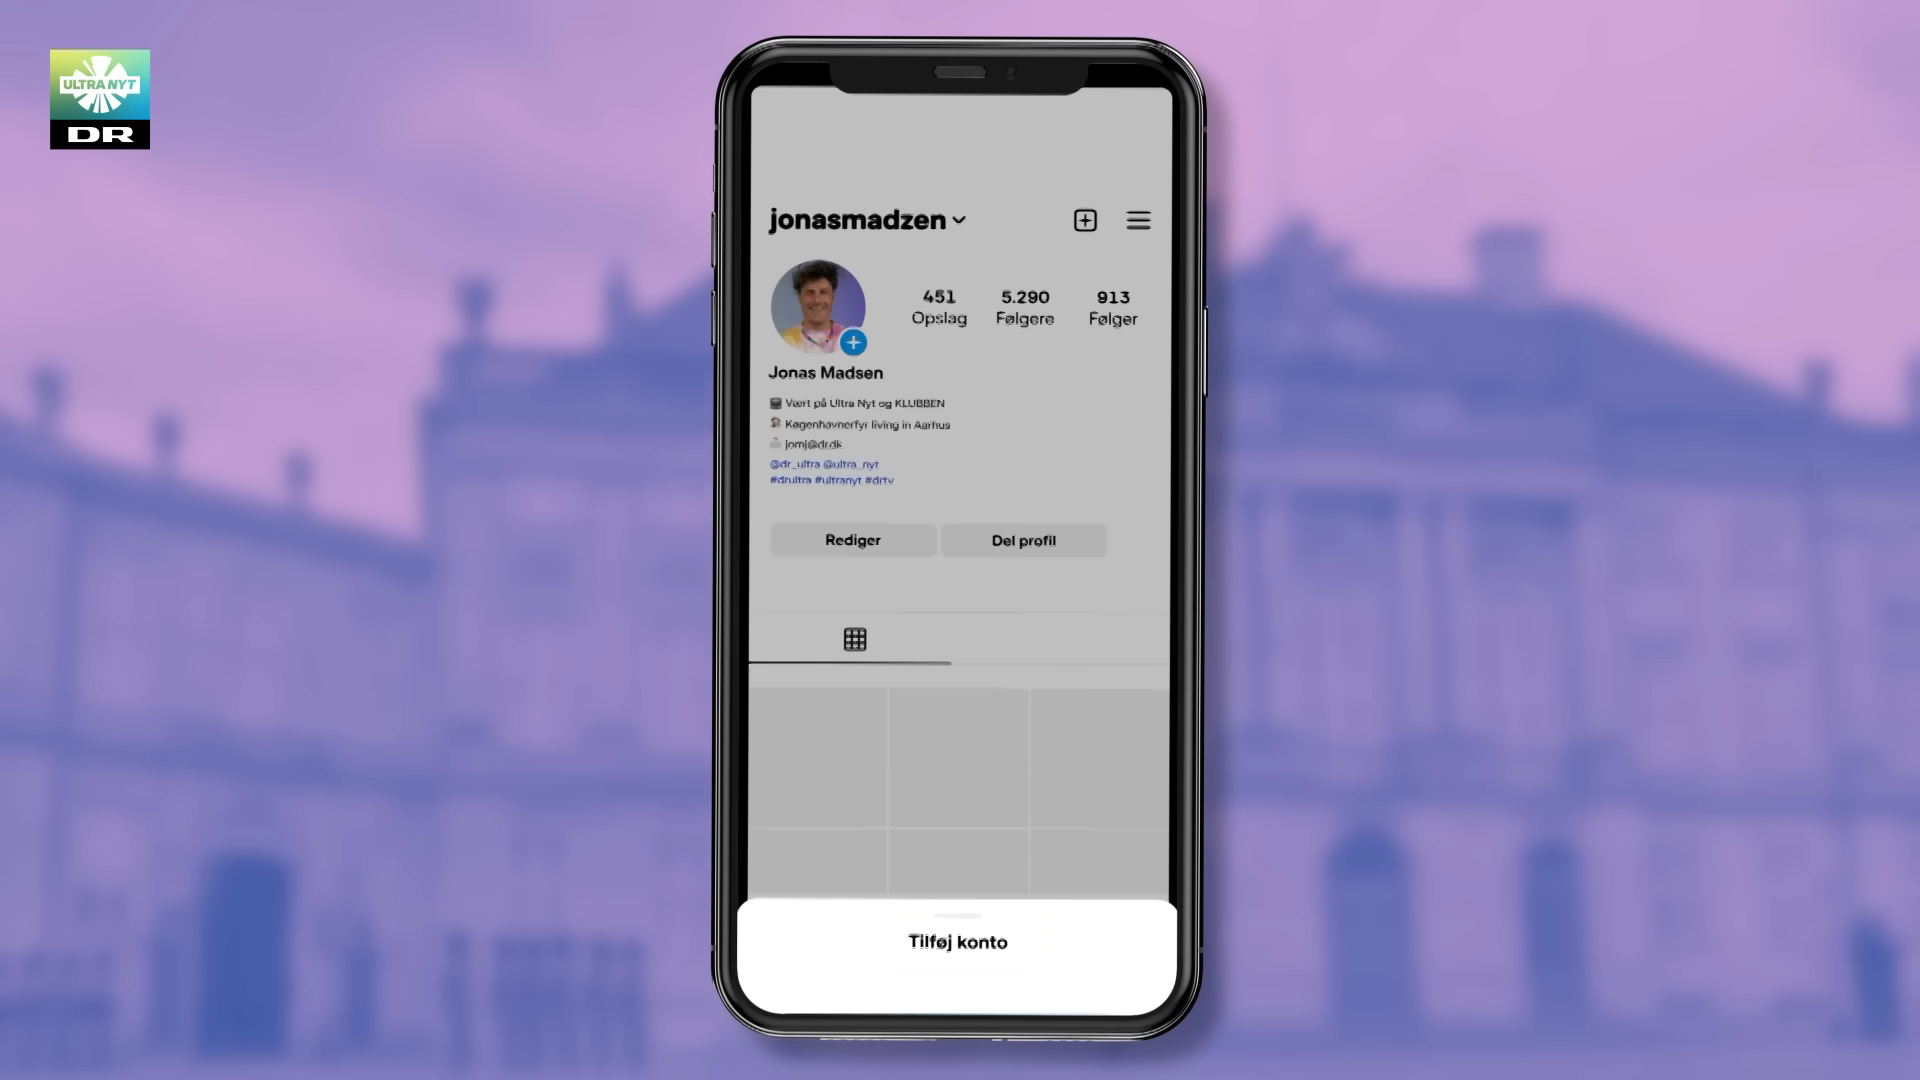 ULTRA NYT
DR
jonasmadzen
451 5.290 913
Opslag Følgere Følger
Jonas Madsen
Vært på Ultra Nyt og KLUBBEN
Køgenhavnerfyr living in Aarhus
jomj@dr.dk
@dr_ultra @ultra_nyt
#drultra #ultranyt #drtv
Rediger Del profil
Tilføj konto